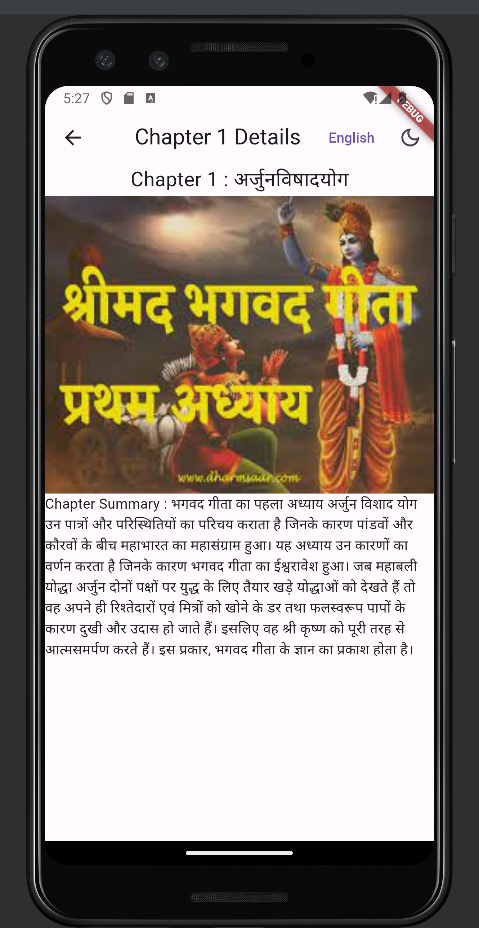 5:27
DEBUG
Chapter 1 Details
English
Chapter 1 : अर्जुनविषादयोग
श्रीमद भगवद गीता
प्रथम अध्याय
www.dharmsaar.com
Chapter Summary : भगवद गीता का पहला अध्याय अर्जुन विशाद योग
उन पात्रों और परिस्थितियों का परिचय कराता है जिनके कारण पांडवों और
कौरवों के बीच महाभारत का महासंग्राम हुआ। यह अध्याय उन कारणों का
वर्णन करता है जिनके कारण भगवद गीता का ईश्वरावेश हुआ। जब महाबली
योद्धा अर्जुन दोनों पक्षों पर युद्ध के लिए तैयार खड़े योद्धाओं को देखते हैं तो
वह अपने ही रिश्तेदारों एवं मित्रों को खोने के डर तथा फलस्वरूप पापों के
कारण दुखी और उदास हो जाते हैं। इसलिए वह श्री कृष्ण को पूरी तरह से
आत्मसमर्पण करते हैं। इस प्रकार, भगवद गीता के ज्ञान का प्रकाश होता है।